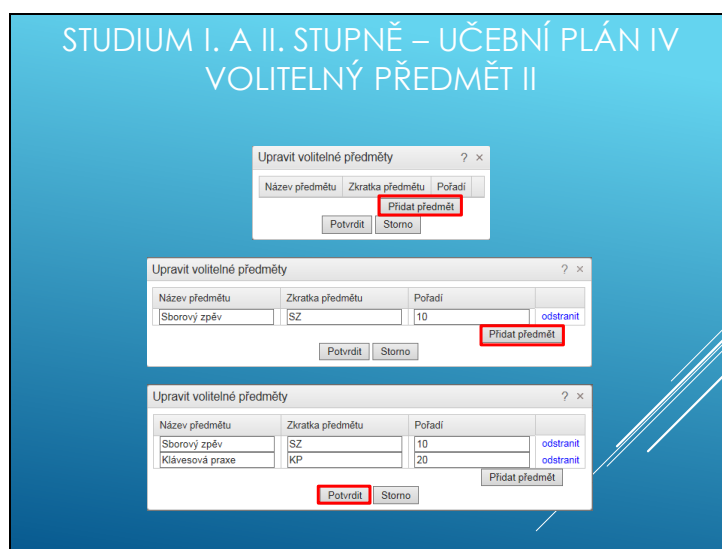 STUDIUM I. A II. STUPNĚ – UČEBNÍ PLÁN IV
VOLITELNÝ PŘEDMĚT II
Upravit volitelné předměty ? ×
Název předmětu Zkratka předmětu Pořadí
Přidat předmět
Potvrdit Storno
Upravit volitelné předměty ? ×
Název předmětu Zkratka předmětu Pořadí
Sborový zpěv SZ 10 odstranit
Přidat předmět
Potvrdit Storno
Upravit volitelné předměty ? ×
Název předmětu Zkratka předmětu Pořadí
Sborový zpěv SZ 10 odstranit
Klávesová praxe KP 20 odstranit
Přidat předmět
Potvrdit Storno